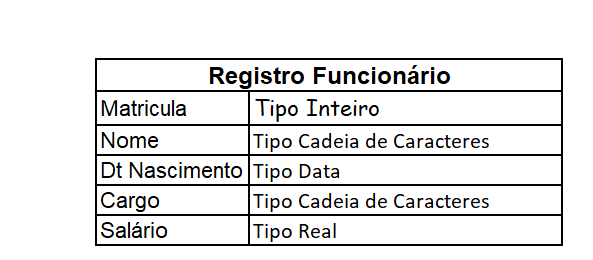 Registro Funcionário
Matricula Tipo Inteiro
Nome Tipo Cadeia de Caracteres
Dt Nascimento Tipo Data
Cargo Tipo Cadeia de Caracteres
Salário Tipo Real